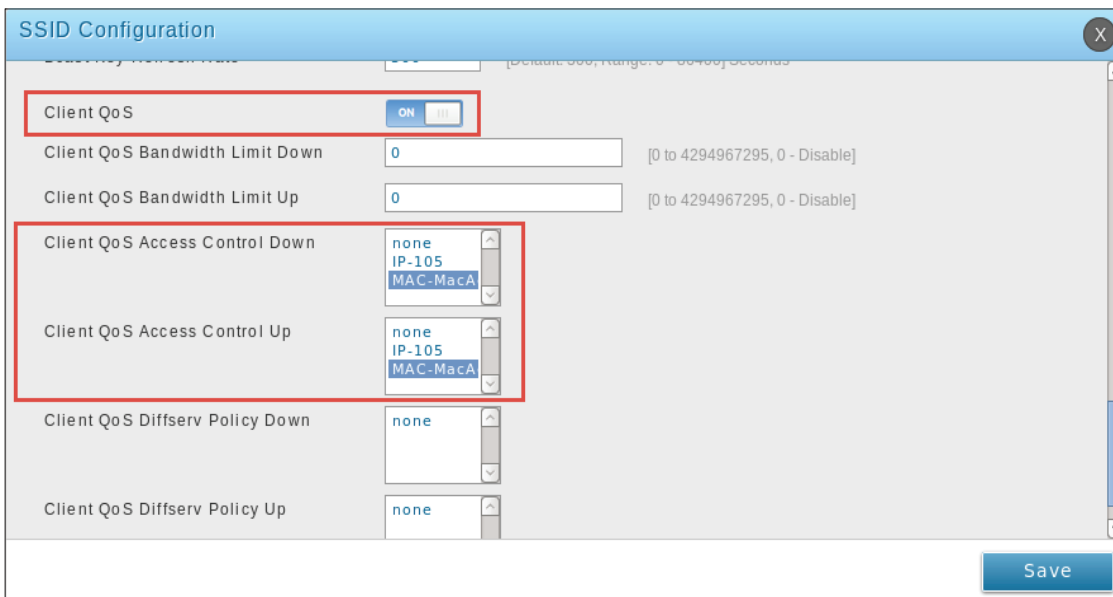 SSID Configuration
X
Client QoS ON
Client QoS Bandwidth Limit Down 0 [0 to 4294967295, 0 - Disable]
Client QoS Bandwidth Limit Up 0 [0 to 4294967295, 0 - Disable]
Client QoS Access Control Down
none
IP-105
MAC-MacA
Client QoS Access Control Up
none
IP-105
MAC-MacA
Client QoS Diffserv Policy Down
none
Client QoS Diffserv Policy Up
none
Save